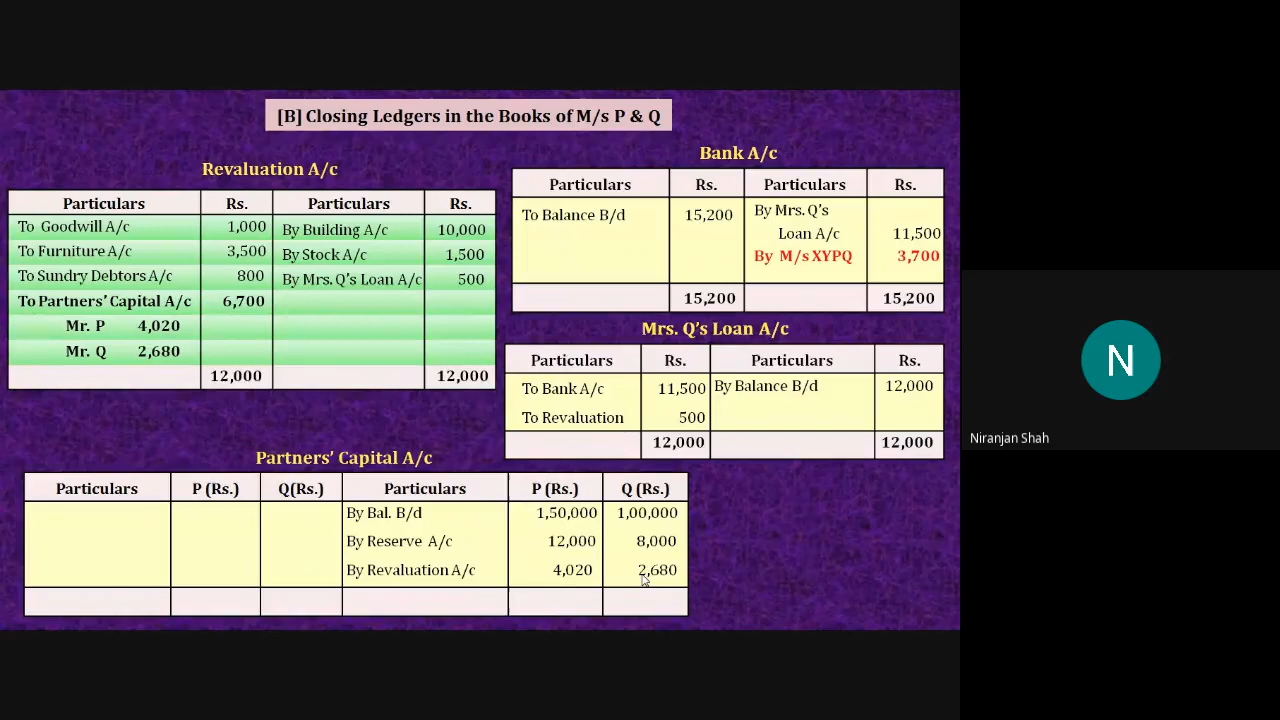 [B] Closing Ledgers in the Books of M/s P & Q
Revaluation A/c
Particulars Rs. Particulars Rs.
To Goodwill A/c 1,000 By Building A/c 10,000
To Furniture A/c 3,500 By Stock A/c 1,500
To Sundry Debtors A/c 800 By Mrs. Q's Loan A/c 500
To Partners' Capital A/c 6,700
Mr. P 4,020
Mr. Q 2,680
12,000 12,000
Bank A/c
Particulars Rs. Particulars Rs.
To Balance B/d 15,200 By Mrs. Q's
Loan A/c 11,500
By M/s XYPQ 3,700
15,200 15,200
Mrs. Q's Loan A/c
Particulars Rs. Particulars Rs.
To Bank A/c 11,500 By Balance B/d 12,000
To Revaluation 500
12,000 12,000
Partners' Capital A/c
Particulars P (Rs.) Q(Rs.) Particulars P (Rs.) Q (Rs.)
By Bal. B/d 1,50,000 1,00,000
By Reserve A/c 12,000 8,000
By Revaluation A/c 4,020 2,680
N
Niranjan Shah